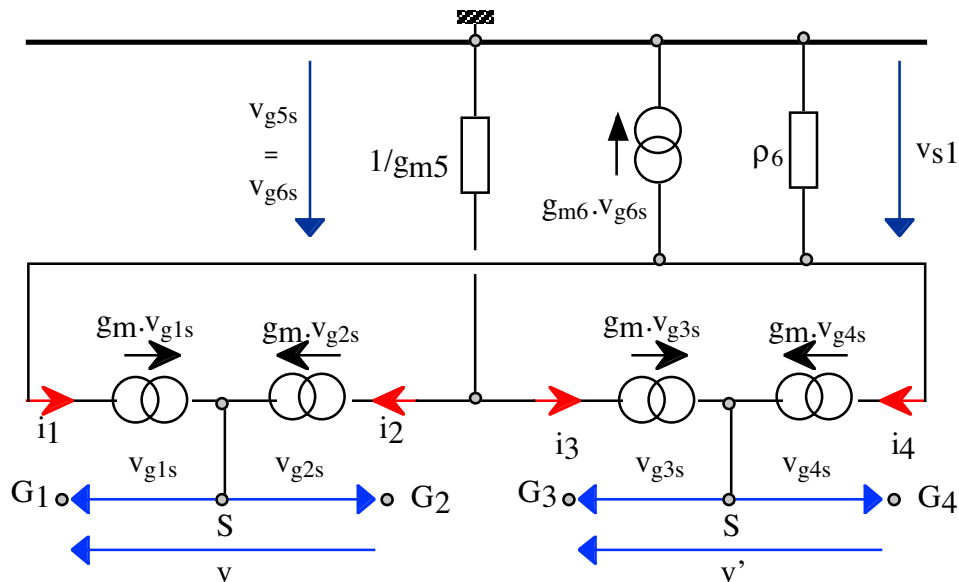 vg5s
=
vg6s
1/gm5
gm6.vg6s
ρ6
vs1
gm.vg1s
gm.vg2s
gm.vg3s
gm.vg4s
i1
i2
i3
i4
vg1s
vg2s
vg3s
vg4s
G1
S
G2
G3
S
G4
v
v’